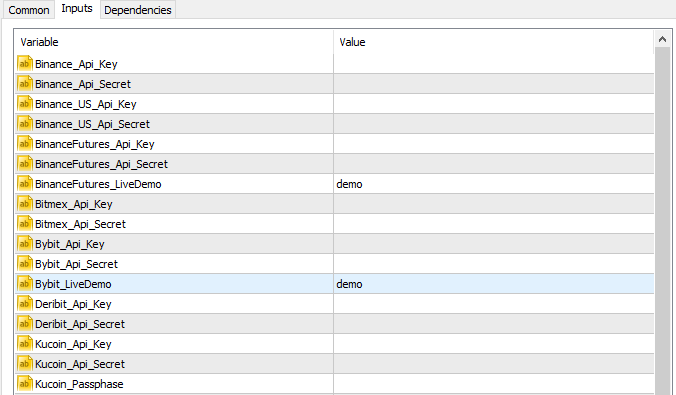 Common Inputs Dependencies
Variable Value
ab Binance_Api_Key
ab Binance_Api_Secret
ab Binance_US_Api_Key
ab Binance_US_Api_Secret
ab BinanceFutures_Api_Key
ab BinanceFutures_Api_Secret
ab BinanceFutures_LiveDemo demo
ab Bitmex_Api_Key
ab Bitmex_Api_Secret
ab Bybit_Api_Key
ab Bybit_Api_Secret
ab Bybit_LiveDemo demo
ab Deribit_Api_Key
ab Deribit_Api_Secret
ab Kucoin_Api_Key
ab Kucoin_Api_Secret
ab Kucoin_Passphase